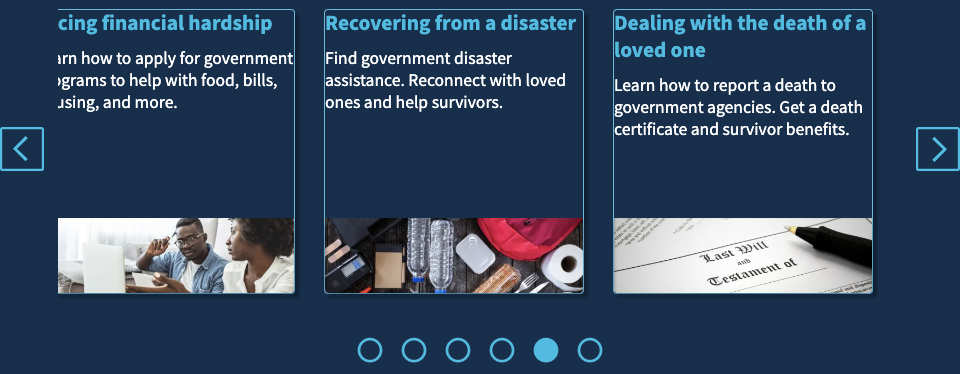 cing financial hardship
arn how to apply for government
ograms to help with food, bills,
using, and more.
Recovering from a disaster
Find government disaster
assistance. Reconnect with loved
ones and help survivors.
Dealing with the death of a
loved one
Learn how to report a death to
government agencies. Get a death
certificate and survivor benefits.
Last Will
and
Testament of